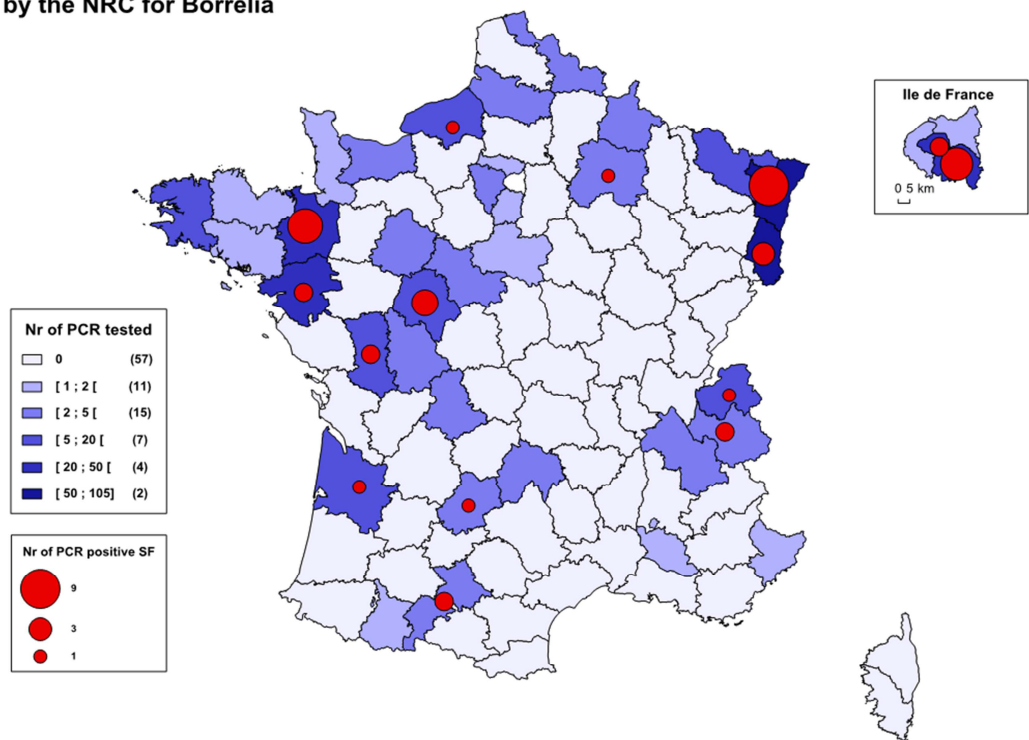 by the NRC for Borrelia
Ile de France
0 5 km
Nr of PCR tested
0 (57)
[ 1 ; 2 [ (11)
[ 2 ; 5 [ (15)
[ 5 ; 20 [ (7)
[ 20 ; 50 [ (4)
[ 50 ; 105] (2)
Nr of PCR positive SF
9
3
1